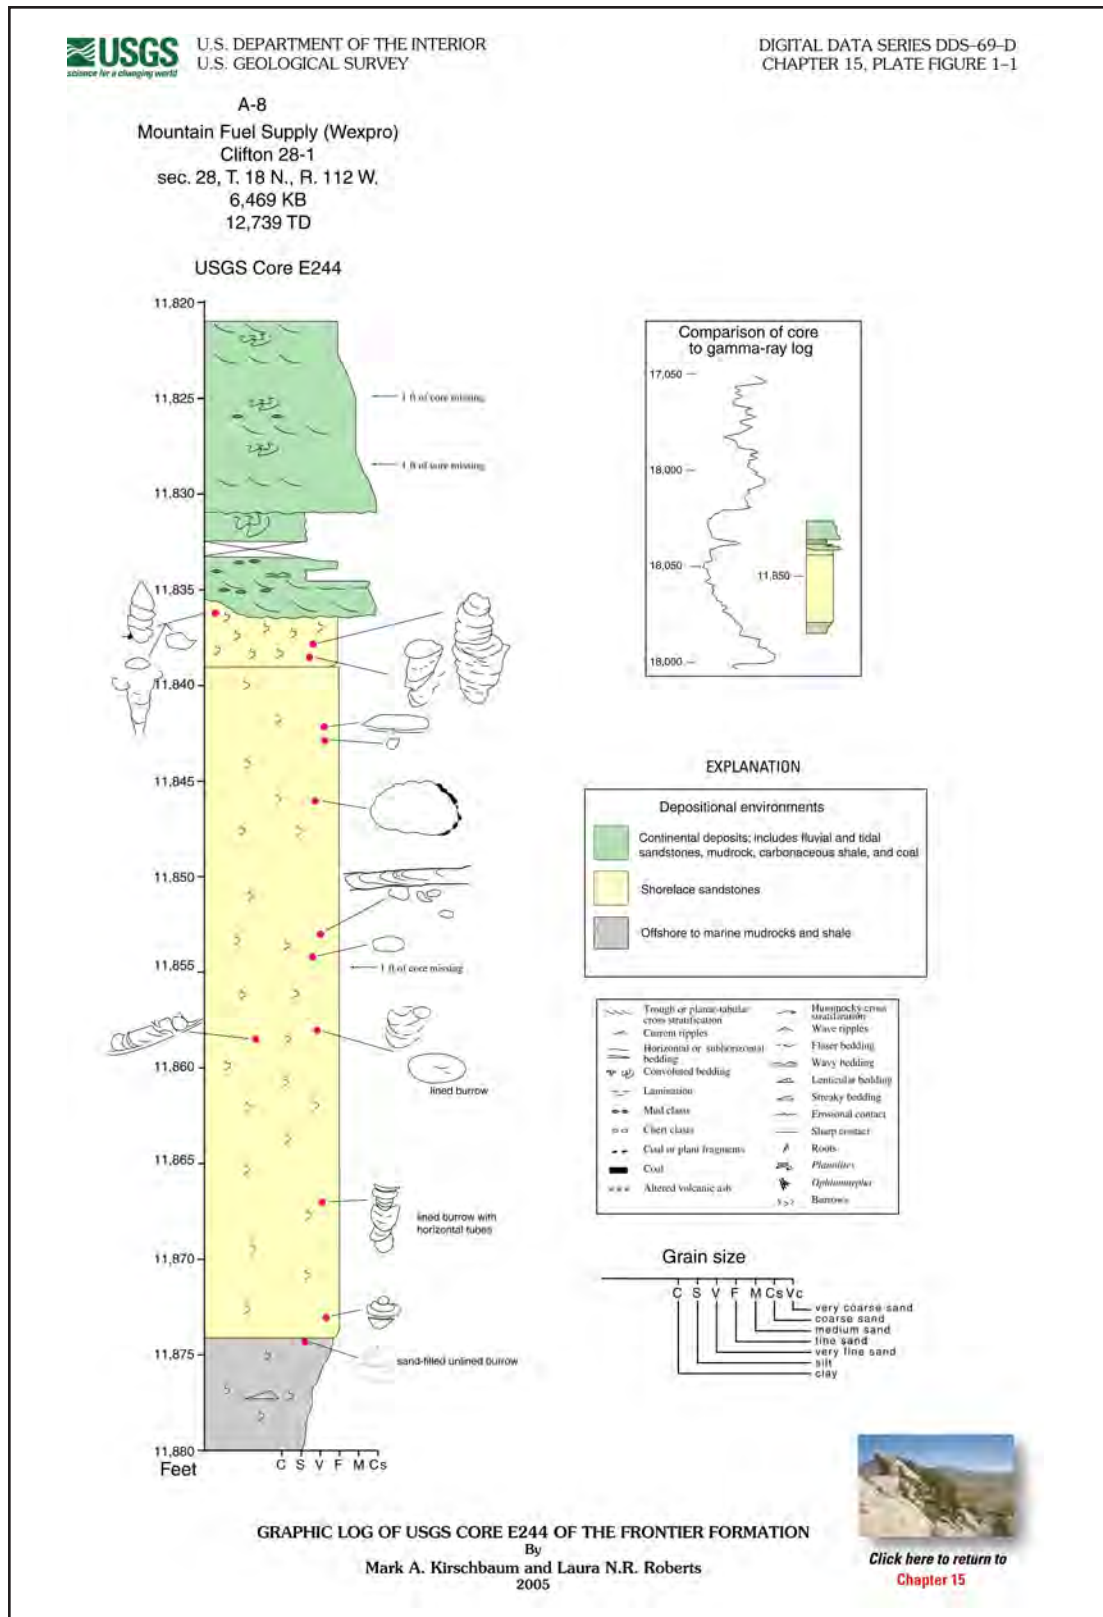 USGS
science for a changing world
U.S. DEPARTMENT OF THE INTERIOR
U.S. GEOLOGICAL SURVEY
DIGITAL DATA SERIES DDS–69–D
CHAPTER 15, PLATE FIGURE 1–1
A-8
Mountain Fuel Supply (Wexpro)
Clifton 28-1
sec. 28, T. 18 N., R. 112 W.
6,469 KB
12,739 TD
USGS Core E244
11,820
11,825
11,830
11,835
11,840
11,845
11,850
11,855
11,860
11,865
11,870
11,875
11,880
Feet
C S V F M Cs
1 ft of core missing
1 ft of core missing
1 ft of core missing
lined burrow
lined burrow with
horizontal tubes
sand-filled unlined burrow
Comparison of core
to gamma-ray log
17,050
18,000
18,050
18,000
11,850
EXPLANATION
Depositional environments
Continental deposits; includes fluvial and tidal
sandstones, mudrock, carbonaceous shale, and coal
Shorelace sandstones
Offshore to marine mudrocks and shale
Trough or planar-tabular
cross stratification
Current ripples
Horizontal or subhorizontal
bedding
Convoluted bedding
Lamination
Mud clasts
Chert clasts
Coal or plant fragments
Coal
Altered volcanic ash
Hummocky cross
stratification
Wave ripples
Flaser bedding
Wavy bedding
Lenticular bedding
Streaky bedding
Erosional contact
Sharp contact
Roots
Planolites
Ophiomorpha
Burrows
Grain size
C S V F M Cs Vc
very coarse sand
coarse sand
medium sand
fine sand
very fine sand
silt
clay
GRAPHIC LOG OF USGS CORE E244 OF THE FRONTIER FORMATION
By
Mark A. Kirschbaum and Laura N.R. Roberts
2005
Click here to return to
Chapter 15